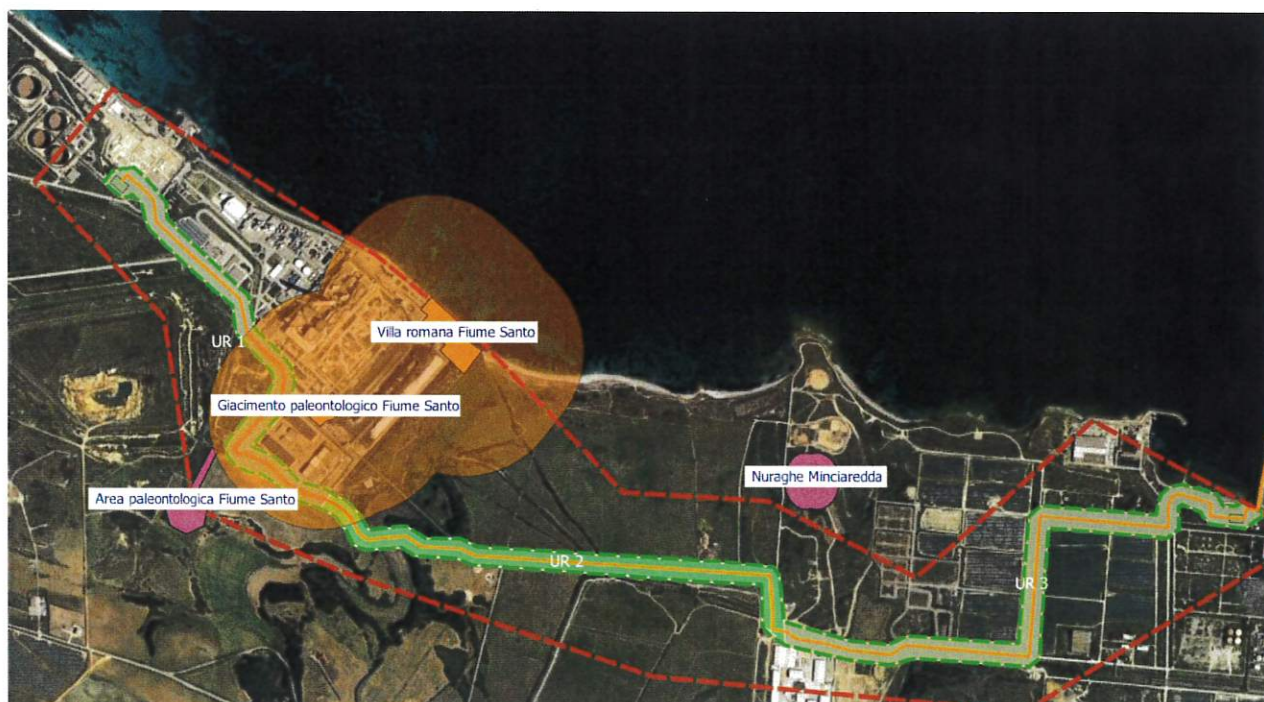 Villa romana Fiume Santo
UR 1
Giacimento paleontologico Fiume Santo
Nuraghe Minciaredda
Area paleontologica Fiume Santo
UR 2
UR 3